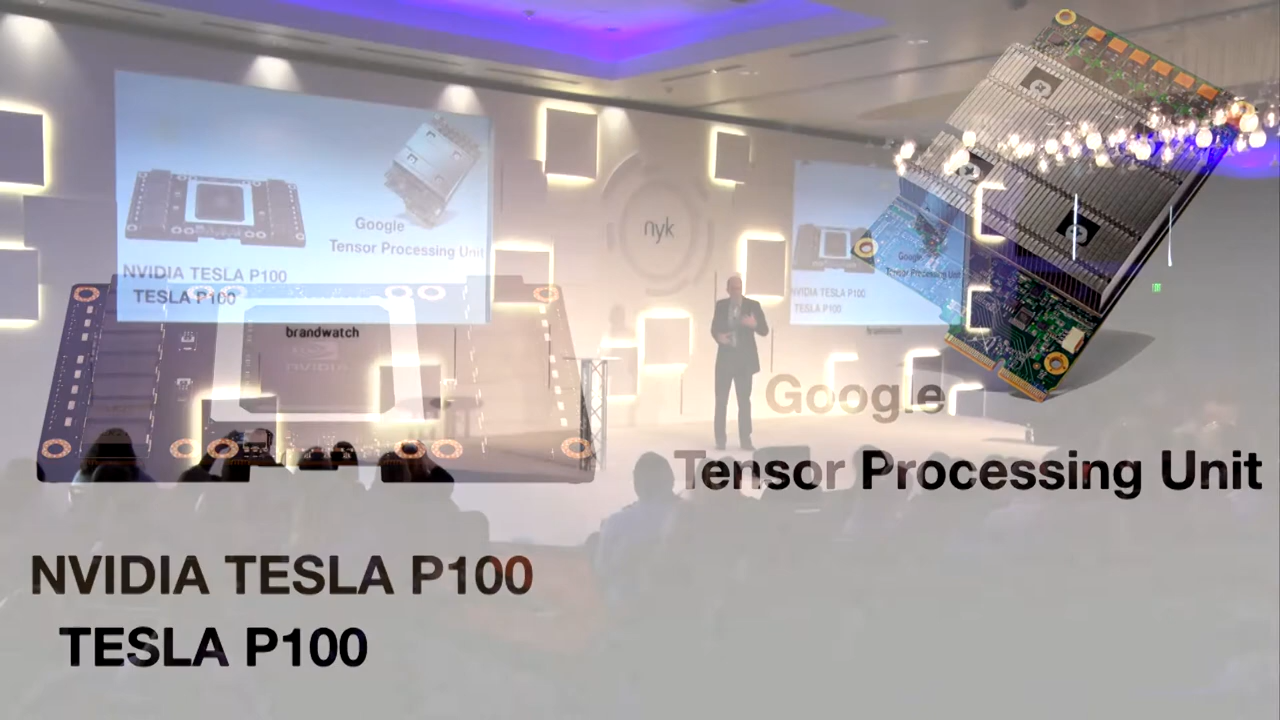 Google
Tensor Processing Unit
NVIDIA TESLA P100
TESLA P100
nyk
Google
Tensor Processing Unit
NVIDIA TESLA P100
TESLA P100
brandwatch
NVIDIA
Google
Tensor Processing Unit
NVIDIA TESLA P100
TESLA P100